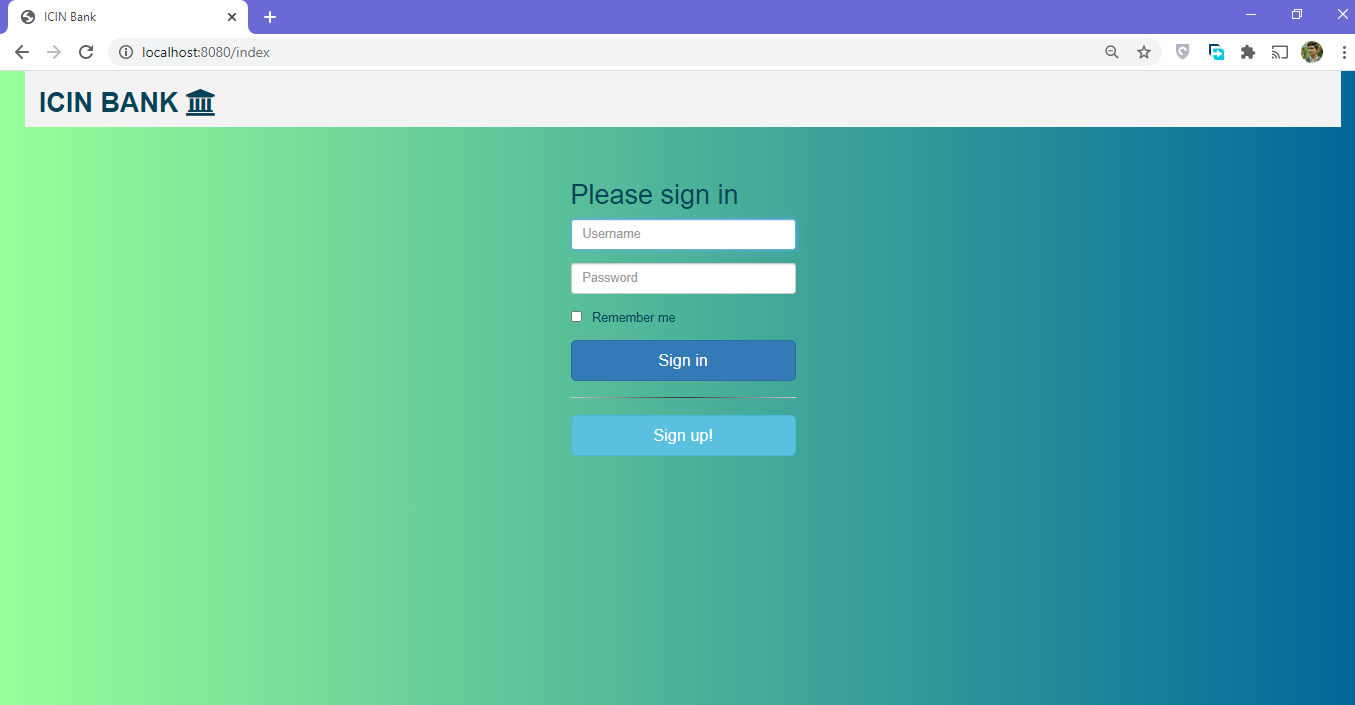 ICIN Bank
localhost:8080/index
ICIN BANK
Please sign in
Username
Password
Remember me
Sign in
Sign up!